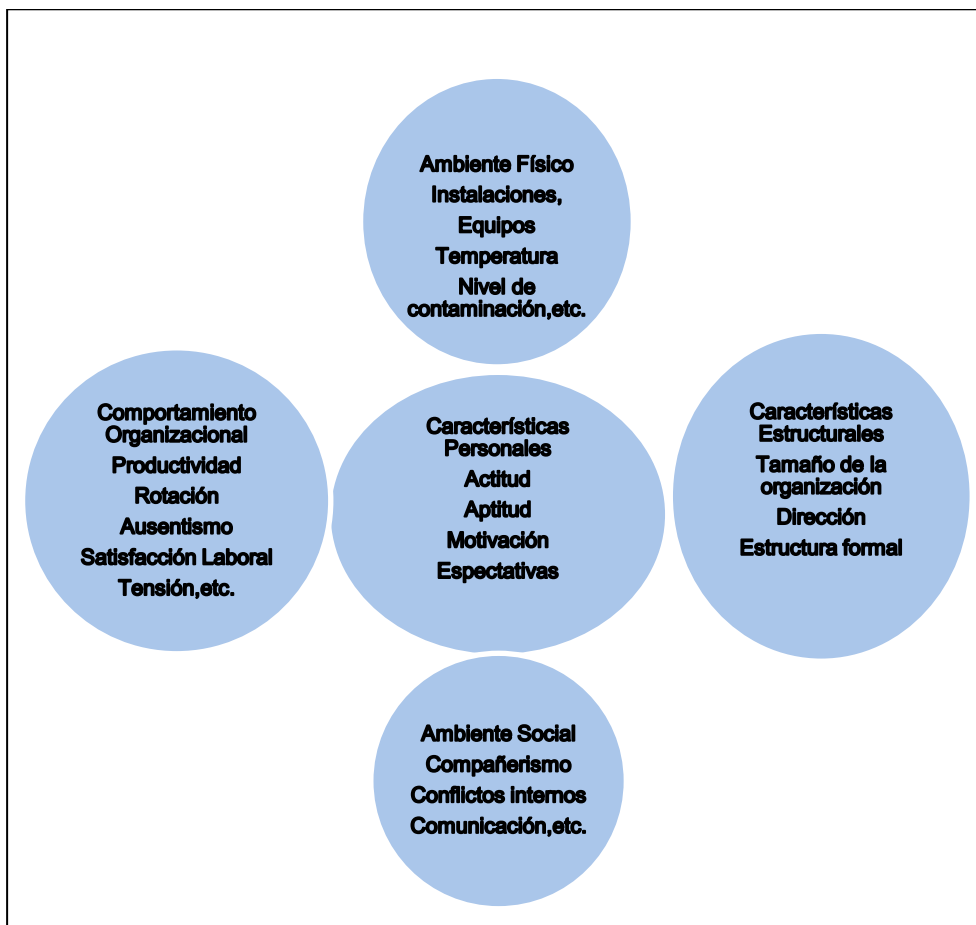 Ambiente Físico
Instalaciones,
Equipos
Temperatura
Nivel de
contaminación,etc.
Comportamiento
Organizacional
Productividad
Rotación
Ausentismo
Satisfacción Laboral
Tensión,etc.
Características
Personales
Actitud
Aptitud
Motivación
Espectativas
Características
Estructurales
Tamaño de la
organización
Dirección
Estructura formal
Ambiente Social
Compañerismo
Conflictos internos
Comunicación,etc.